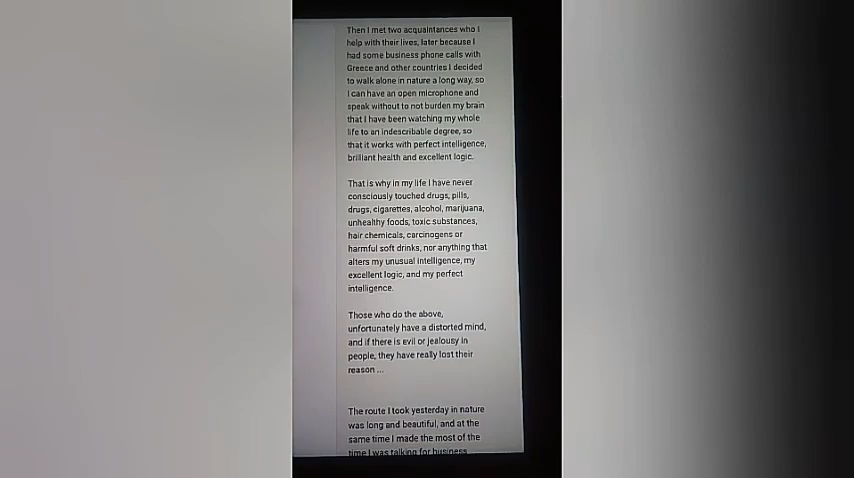 Then I met two acquaintances who I
help with their lives, later because I
had some business phone calls with
Greece and other countries I decided
to walk alone in nature a long way, so
I can have an open microphone and
speak without to not burden my brain
that I have been watching my whole
life to an indescribable degree, so
that it works with perfect intelligence,
brilliant health and excellent logic.
That is why in my life I have never
consciously touched drugs, pills,
drugs, cigarettes, alcohol, marijuana,
unhealthy foods, toxic substances,
hair chemicals, carcinogens or
harmful soft drinks, nor anything that
alters my unusual intelligence, my
excellent logic, and my perfect
intelligence.
Those who do the above,
unfortunately have a distorted mind,
and if there is evil or jealousy in
people, they have really lost their
reason ...
The route I took yesterday in nature
was long and beautiful, and at the
same time I made the most of the
time I was talking for business